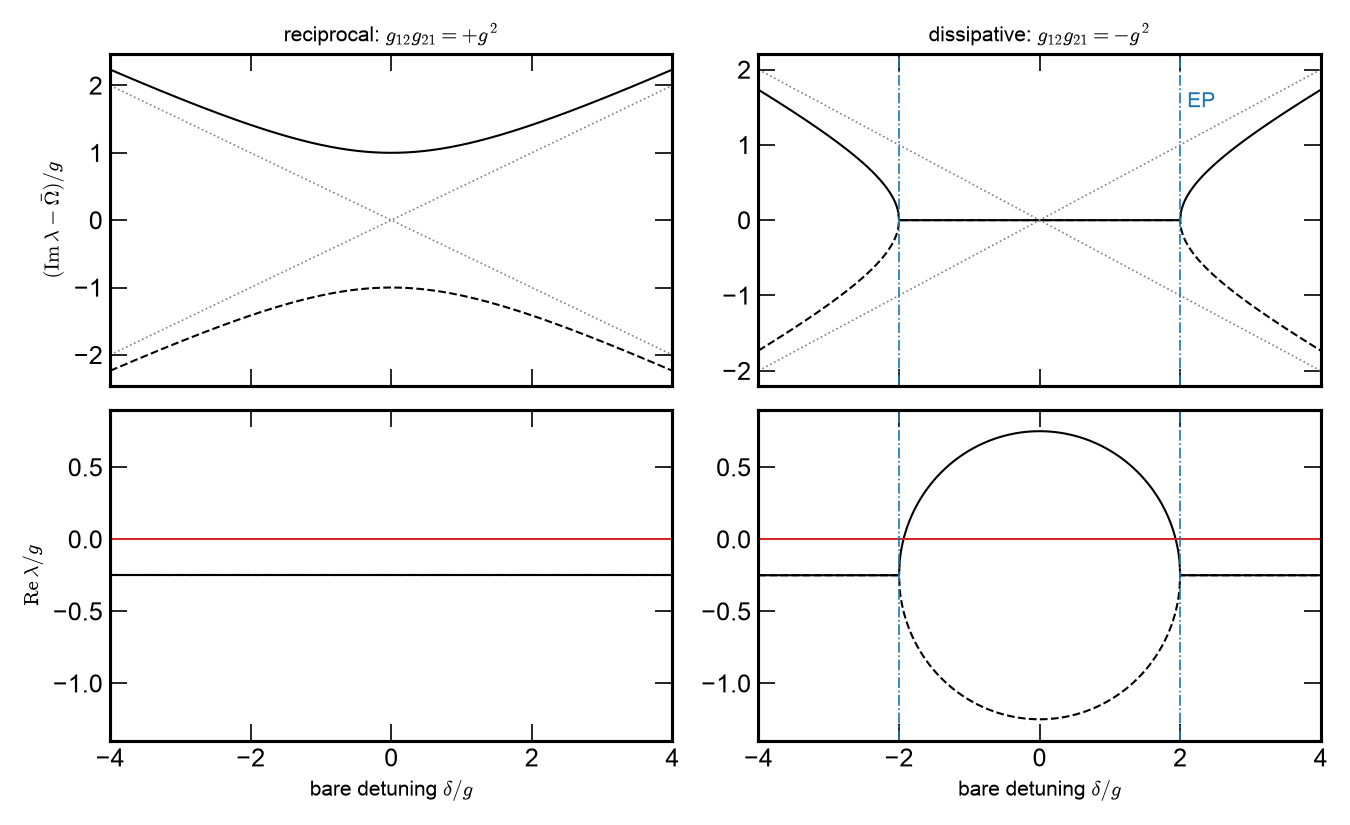 reciprocal: g₁₂g₂₁ = +g²
dissipative: g₁₂g₂₁ = −g²
(Im λ − Ω̄)/g
2
1
0
−1
−2
2
1
0
−1
−2
EP
Re λ/g
0.5
0.0
−0.5
−1.0
0.5
0.0
−0.5
−1.0
−4 −2 0 2 4
−4 −2 0 2 4
bare detuning δ/g
bare detuning δ/g